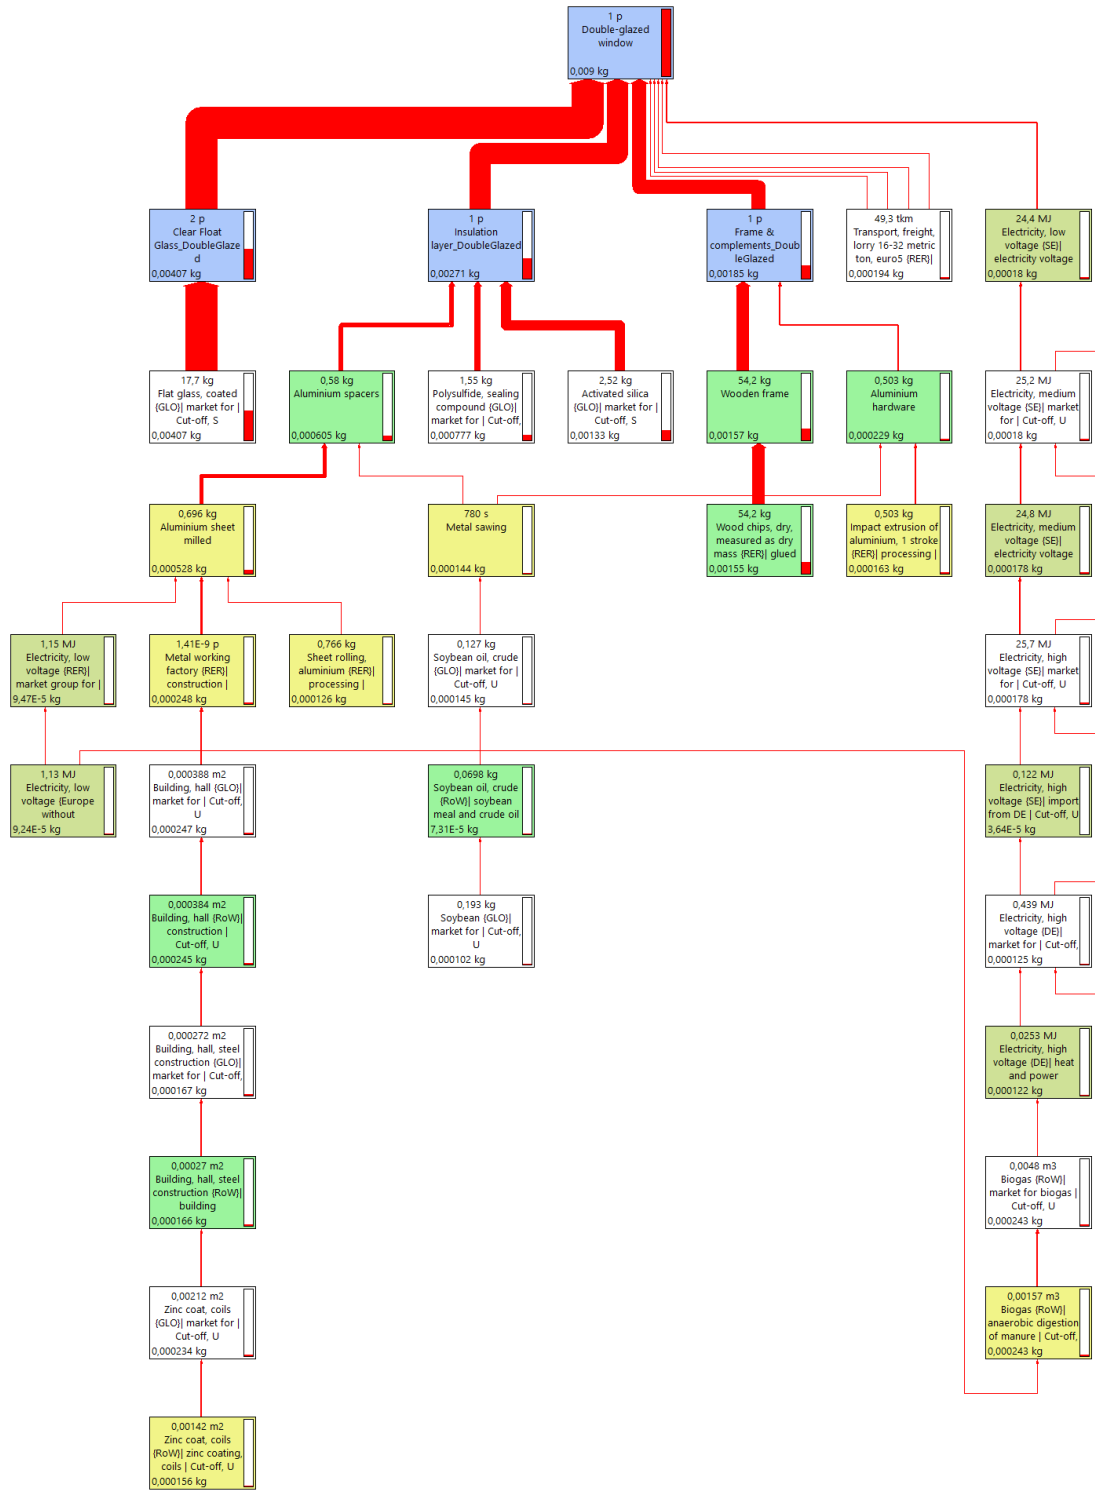 1 p
Double-glazed
window
0,009 kg
2 p
Clear Float
Glass_DoubleGlaze
d
0,00407 kg
1 p
Insulation
layer_DoubleGlazed
0,00271 kg
1 p
Frame &
complements_Doub
leGlazed
0,00185 kg
49,3 tkm
Transport, freight,
lorry 16-32 metric
ton, euro5 {RER}|
0,000194 kg
24,4 MJ
Electricity, low
voltage {SE}|
electricity voltage
0,00018 kg
17,7 kg
Flat glass, coated
{GLO}| market for |
Cut-off, S
0,00407 kg
0,58 kg
Aluminium spacers
0,000605 kg
1,55 kg
Polysulfide, sealing
compound {GLO}|
market for | Cut-off,
0,000777 kg
2,52 kg
Activated silica
{GLO}| market for |
Cut-off, S
0,00133 kg
54,2 kg
Wooden frame
0,00157 kg
0,503 kg
Aluminium
hardware
0,000229 kg
25,2 MJ
Electricity, medium
voltage {SE}| market
for | Cut-off, U
0,00018 kg
0,696 kg
Aluminium sheet
milled
0,000528 kg
780 s
Metal sawing
0,000144 kg
54,2 kg
Wood chips, dry,
measured as dry
mass {RER}| glued
0,00155 kg
0,503 kg
Impact extrusion of
aluminium, 1 stroke
{RER}| processing |
0,000163 kg
24,8 MJ
Electricity, medium
voltage {SE}|
electricity voltage
0,000178 kg
1,15 MJ
Electricity, low
voltage {RER}|
market group for |
9,47E-5 kg
1,41E-9 p
Metal working
factory {RER}|
construction |
0,000248 kg
0,766 kg
Sheet rolling,
aluminium {RER}|
processing |
0,000126 kg
0,127 kg
Soybean oil, crude
{GLO}| market for |
Cut-off, U
0,000145 kg
25,7 MJ
Electricity, high
voltage {SE}| market
for | Cut-off, U
0,000178 kg
1,13 MJ
Electricity, low
voltage {Europe
without
9,24E-5 kg
0,000388 m2
Building, hall {GLO}|
market for | Cut-off,
U
0,000247 kg
0,0698 kg
Soybean oil, crude
{RoW}| soybean
meal and crude oil
7,31E-5 kg
0,122 MJ
Electricity, high
voltage {SE}| import
from DE | Cut-off, U
3,64E-5 kg
0,000384 m2
Building, hall {RoW}|
construction |
Cut-off, U
0,000245 kg
0,193 kg
Soybean {GLO}|
market for | Cut-off,
U
0,000102 kg
0,439 MJ
Electricity, high
voltage {DE}|
market for | Cut-off,
0,000125 kg
0,000272 m2
Building, hall, steel
construction {GLO}|
market for | Cut-off,
0,000167 kg
0,0253 MJ
Electricity, high
voltage {DE}| heat
and power
0,000122 kg
0,00027 m2
Building, hall, steel
construction {RoW}|
building
0,000166 kg
0,0048 m3
Biogas {RoW}|
market for biogas |
Cut-off, U
0,000243 kg
0,00212 m2
Zinc coat, coils
{GLO}| market for |
Cut-off, U
0,000234 kg
0,00157 m3
Biogas {RoW}|
anaerobic digestion
of manure | Cut-off,
0,000243 kg
0,00142 m2
Zinc coat, coils
{RoW}| zinc coating,
coils | Cut-off, U
0,000156 kg